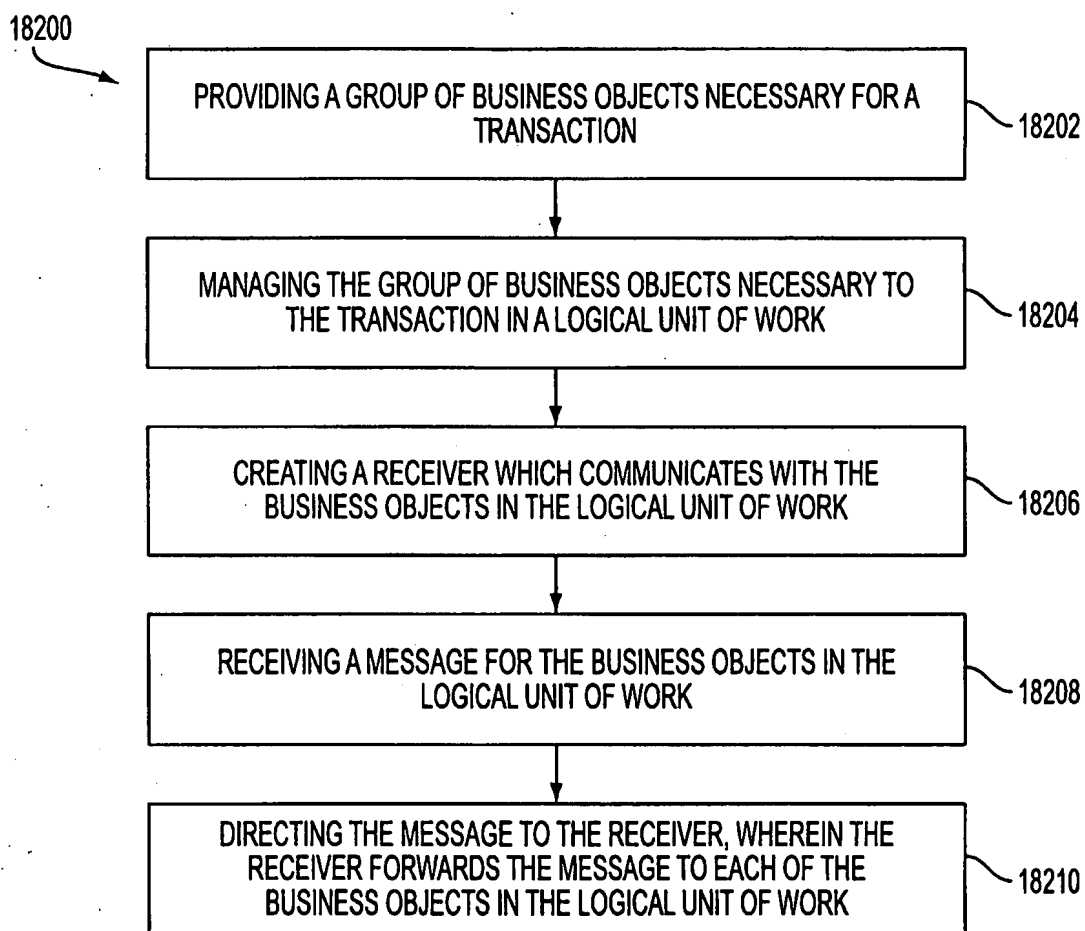 18200
PROVIDING A GROUP OF BUSINESS OBJECTS NECESSARY FOR A
TRANSACTION
18202
MANAGING THE GROUP OF BUSINESS OBJECTS NECESSARY TO
THE TRANSACTION IN A LOGICAL UNIT OF WORK
18204
CREATING A RECEIVER WHICH COMMUNICATES WITH THE
BUSINESS OBJECTS IN THE LOGICAL UNIT OF WORK
18206
RECEIVING A MESSAGE FOR THE BUSINESS OBJECTS IN THE
LOGICAL UNIT OF WORK
18208
DIRECTING THE MESSAGE TO THE RECEIVER, WHEREIN THE
RECEIVER FORWARDS THE MESSAGE TO EACH OF THE
BUSINESS OBJECTS IN THE LOGICAL UNIT OF WORK
18210